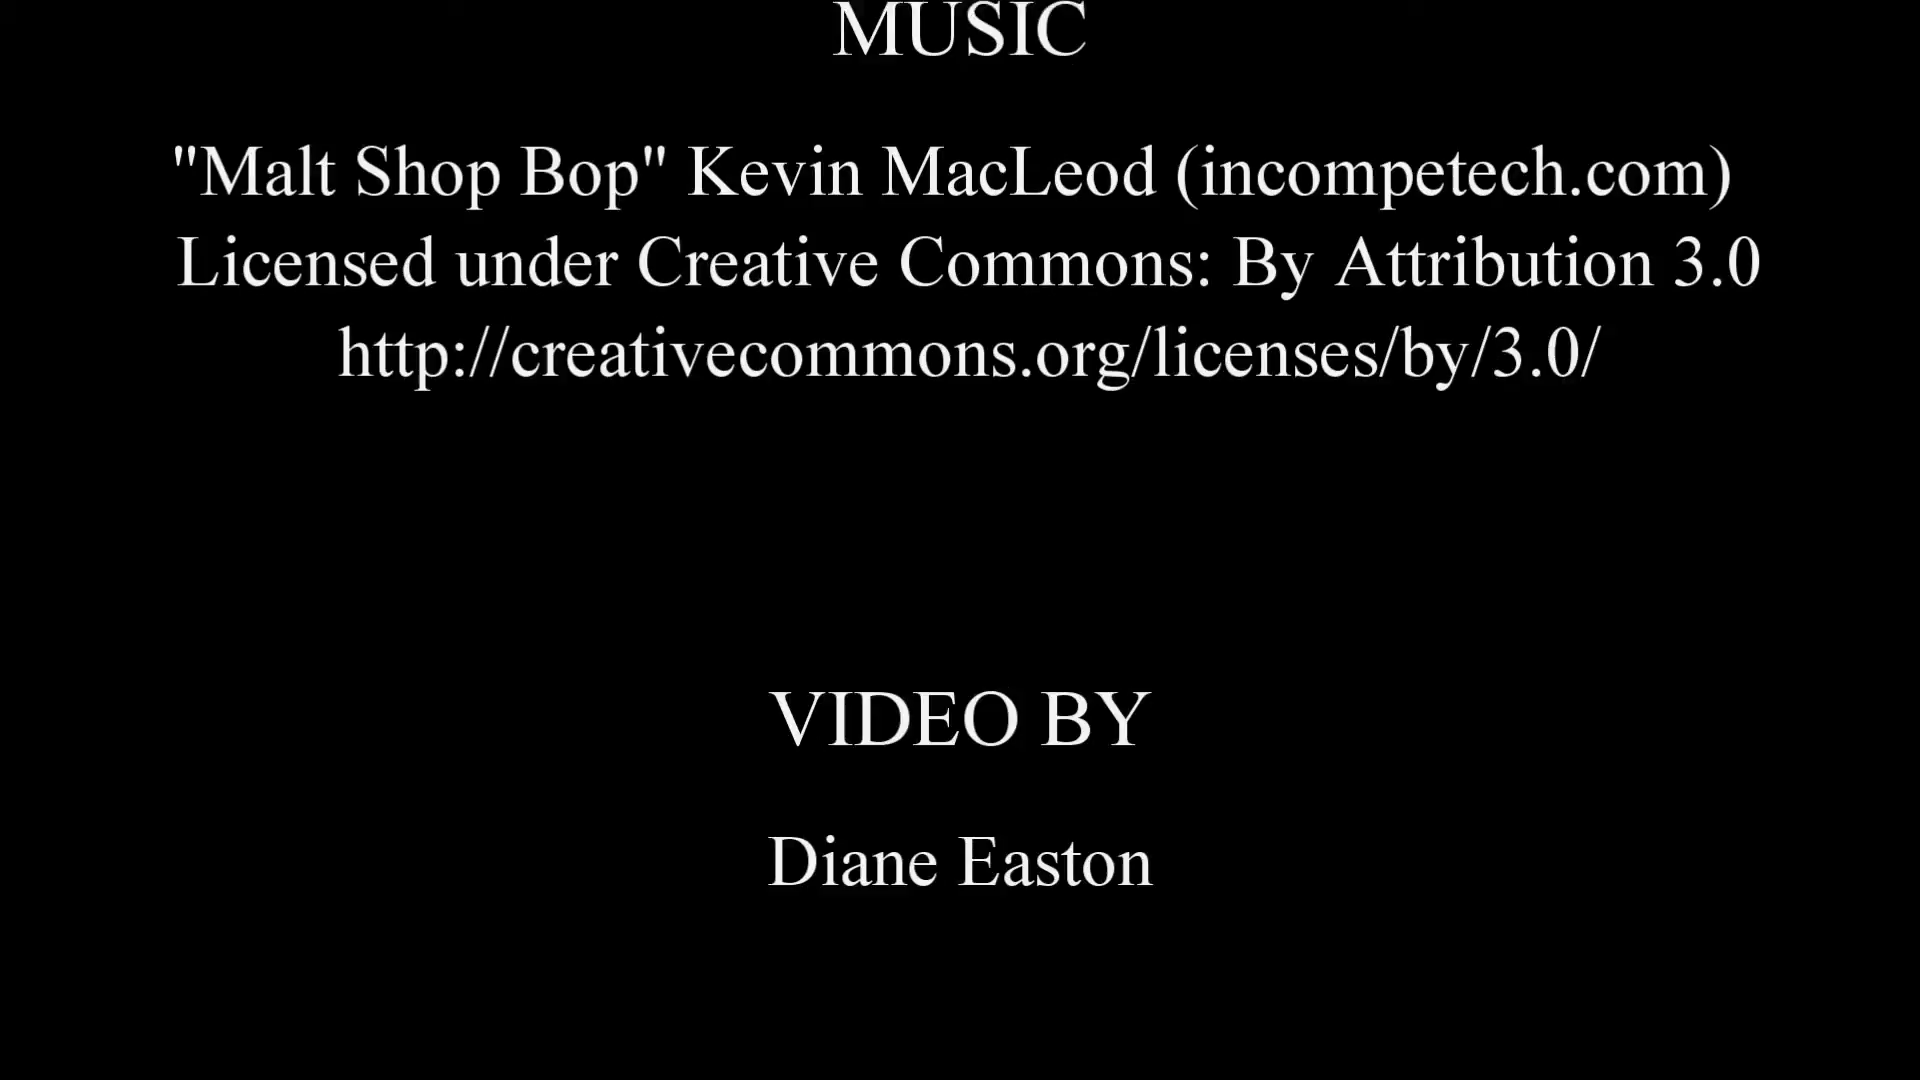 MUSIC
"Malt Shop Bop" Kevin MacLeod (incompetech.com)
Licensed under Creative Commons: By Attribution 3.0
http://creativecommons.org/licenses/by/3.0/
VIDEO BY
Diane Easton